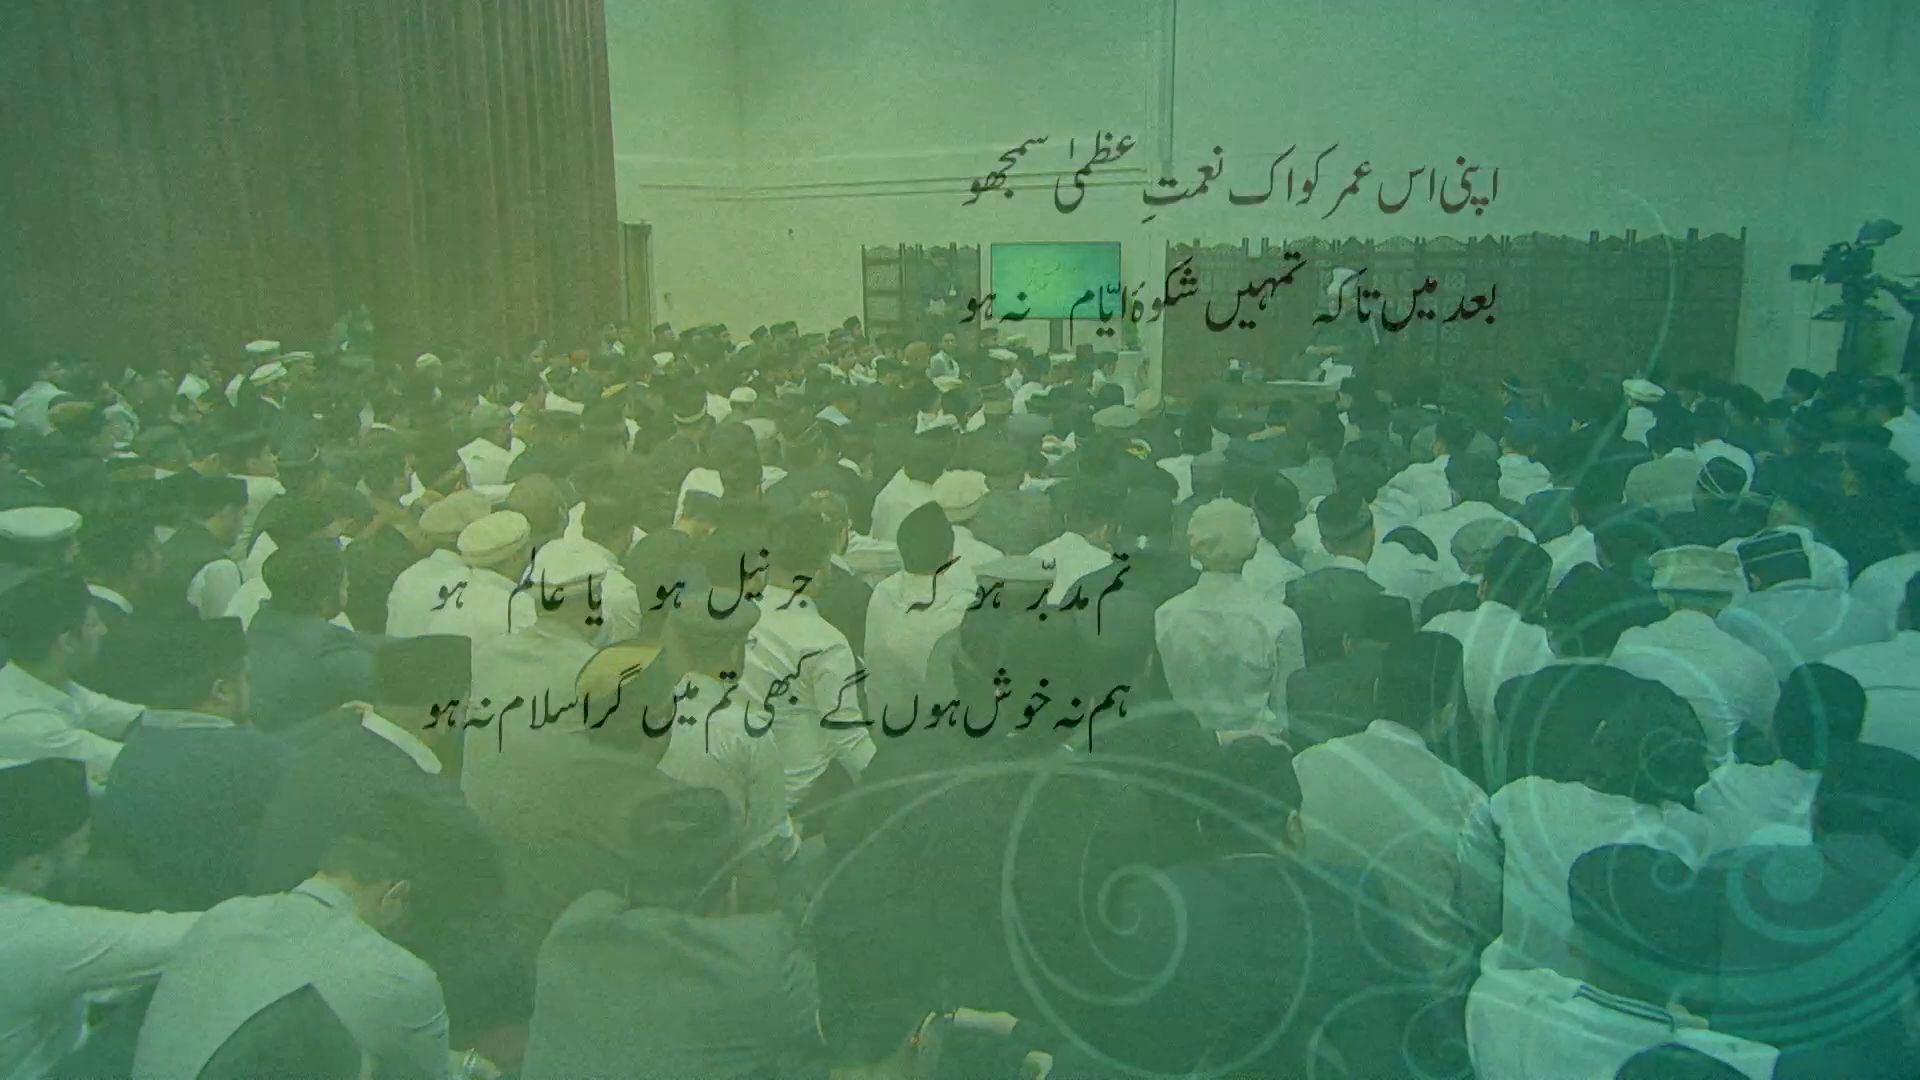 اپنی اس عمر کو اک نعمتِ عظمیٰ سمجھو
بعد میں تاکہ تمہیں شکوۂ ایّام نہ ہو
تم مدبّر ہو کہ جرنیل ہو یا عالم ہو
ہم نہ خوش ہوں گے کبھی تم میں گر اسلام نہ ہو